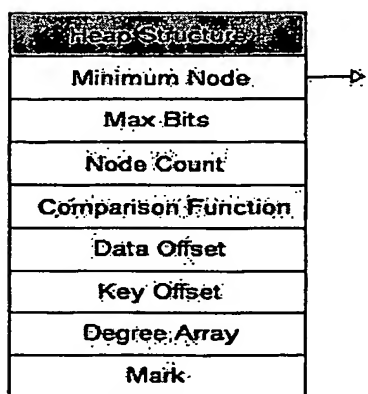 Heap Structure
Minimum Node
Max Bits
Node Count
Comparison Function
Data Offset
Key Offset
Degree Array
Mark